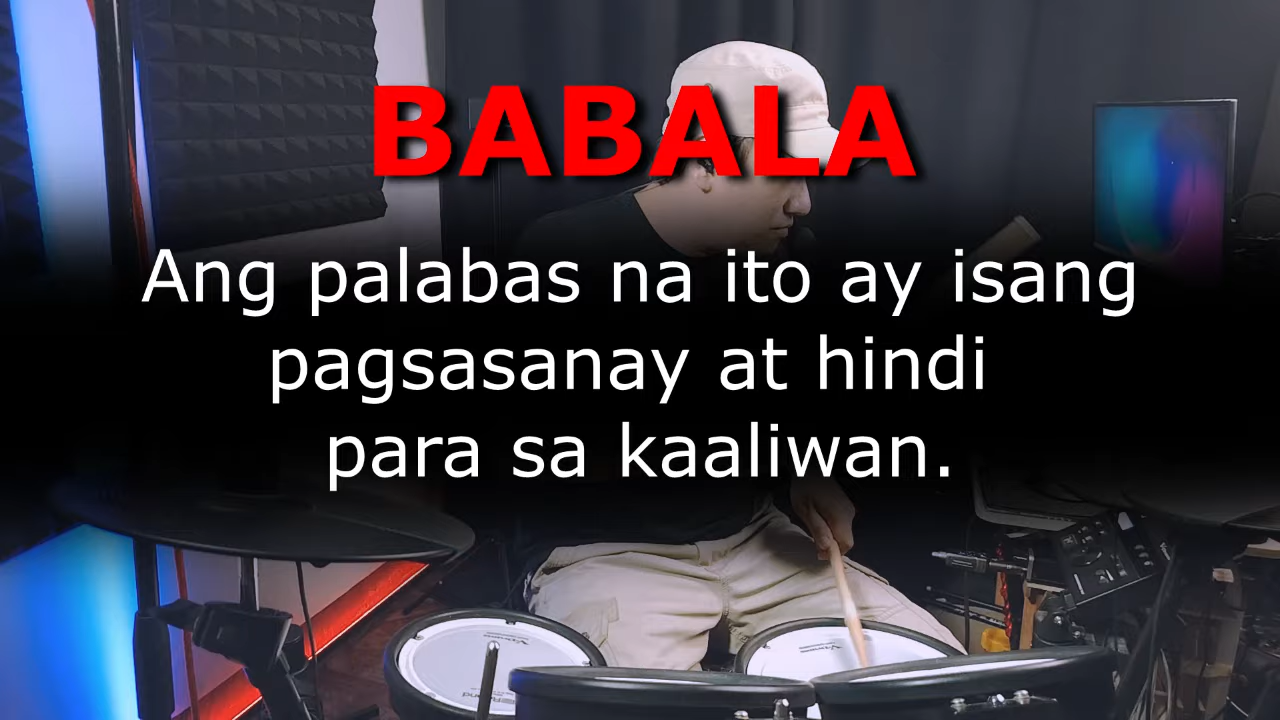 BABALA
Ang palabas na ito ay isang
pagsasanay at hindi
para sa kaaliwan.